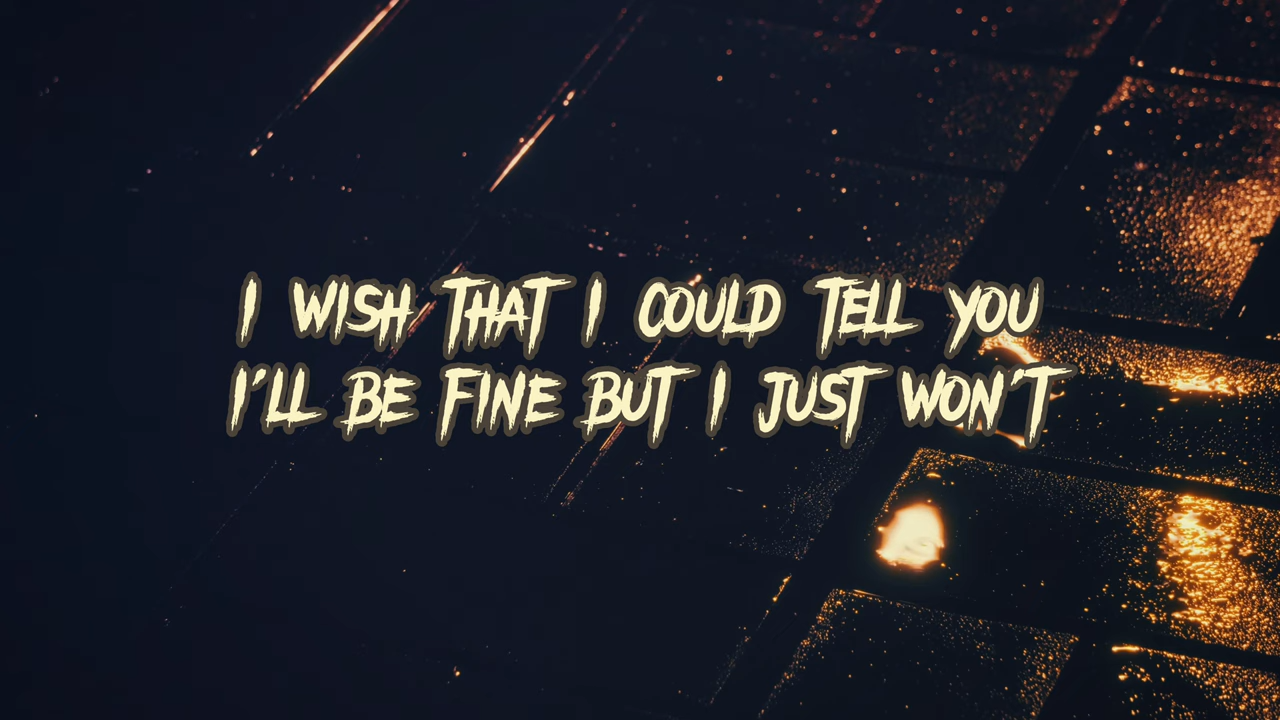 I WISH THAT I COULD TELL YOU
I'LL BE FINE BUT I JUST WON'T